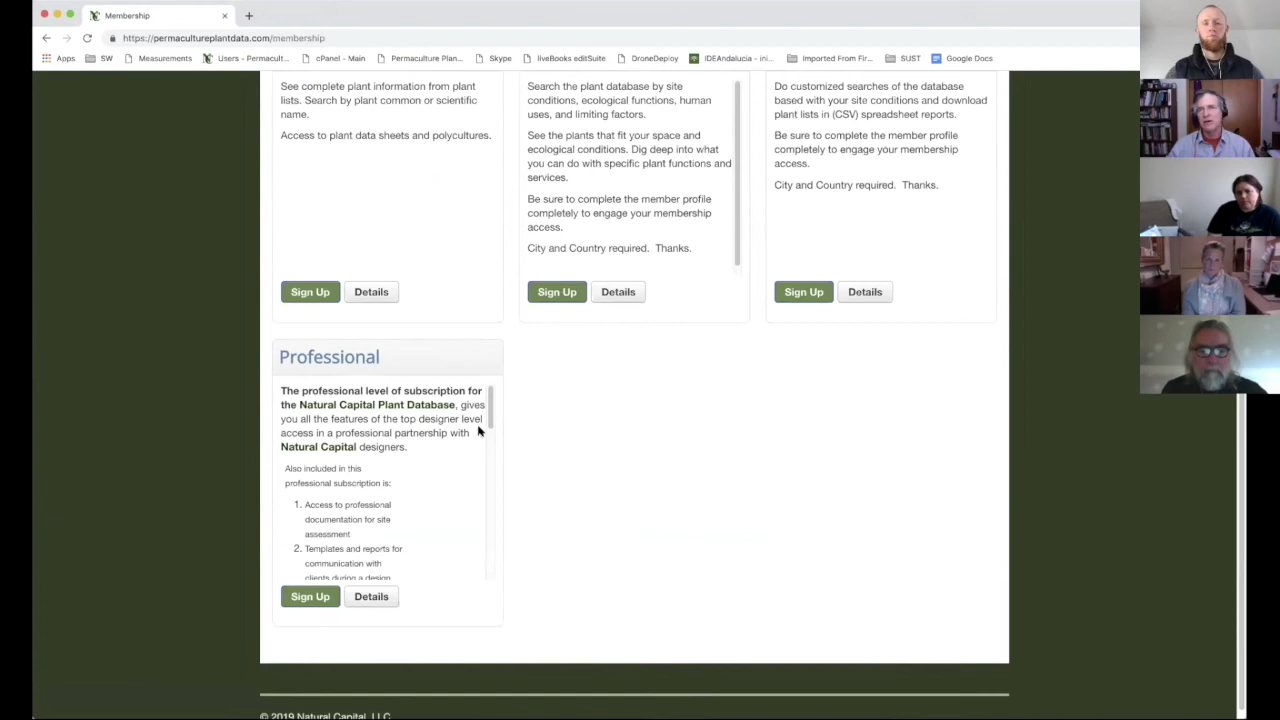 Membership
https://permacultureplantdata.com/membership
Apps SW Measurements Users - Permacult... cPanel - Main Permaculture Plan... Skype liveBooks editSuite DroneDeploy IDEAndalucia - ini... Imported From Fir... SUST Google Docs
See complete plant information from plant
lists. Search by plant common or scientific
name.
Access to plant data sheets and polycultures.
Sign Up Details
Search the plant database by site
conditions, ecological functions, human
uses, and limiting factors.
See the plants that fit your space and
ecological conditions. Dig deep into what
you can do with specific plant functions and
services.
Be sure to complete the member profile
completely to engage your membership
access.
City and Country required. Thanks.
Sign Up Details
Do customized searches of the database
based with your site conditions and download
plant lists in (CSV) spreadsheet reports.
Be sure to complete the member profile
completely to engage your membership
access.
City and Country required. Thanks.
Sign Up Details
Professional
The professional level of subscription for
the Natural Capital Plant Database, gives
you all the features of the top designer level
access in a professional partnership with
Natural Capital designers.
Also included in this
professional subscription is:
1. Access to professional
documentation for site
assessment
2. Templates and reports for
communication with
clients during a design
Sign Up Details
© 2019 Natural Capital, LLC